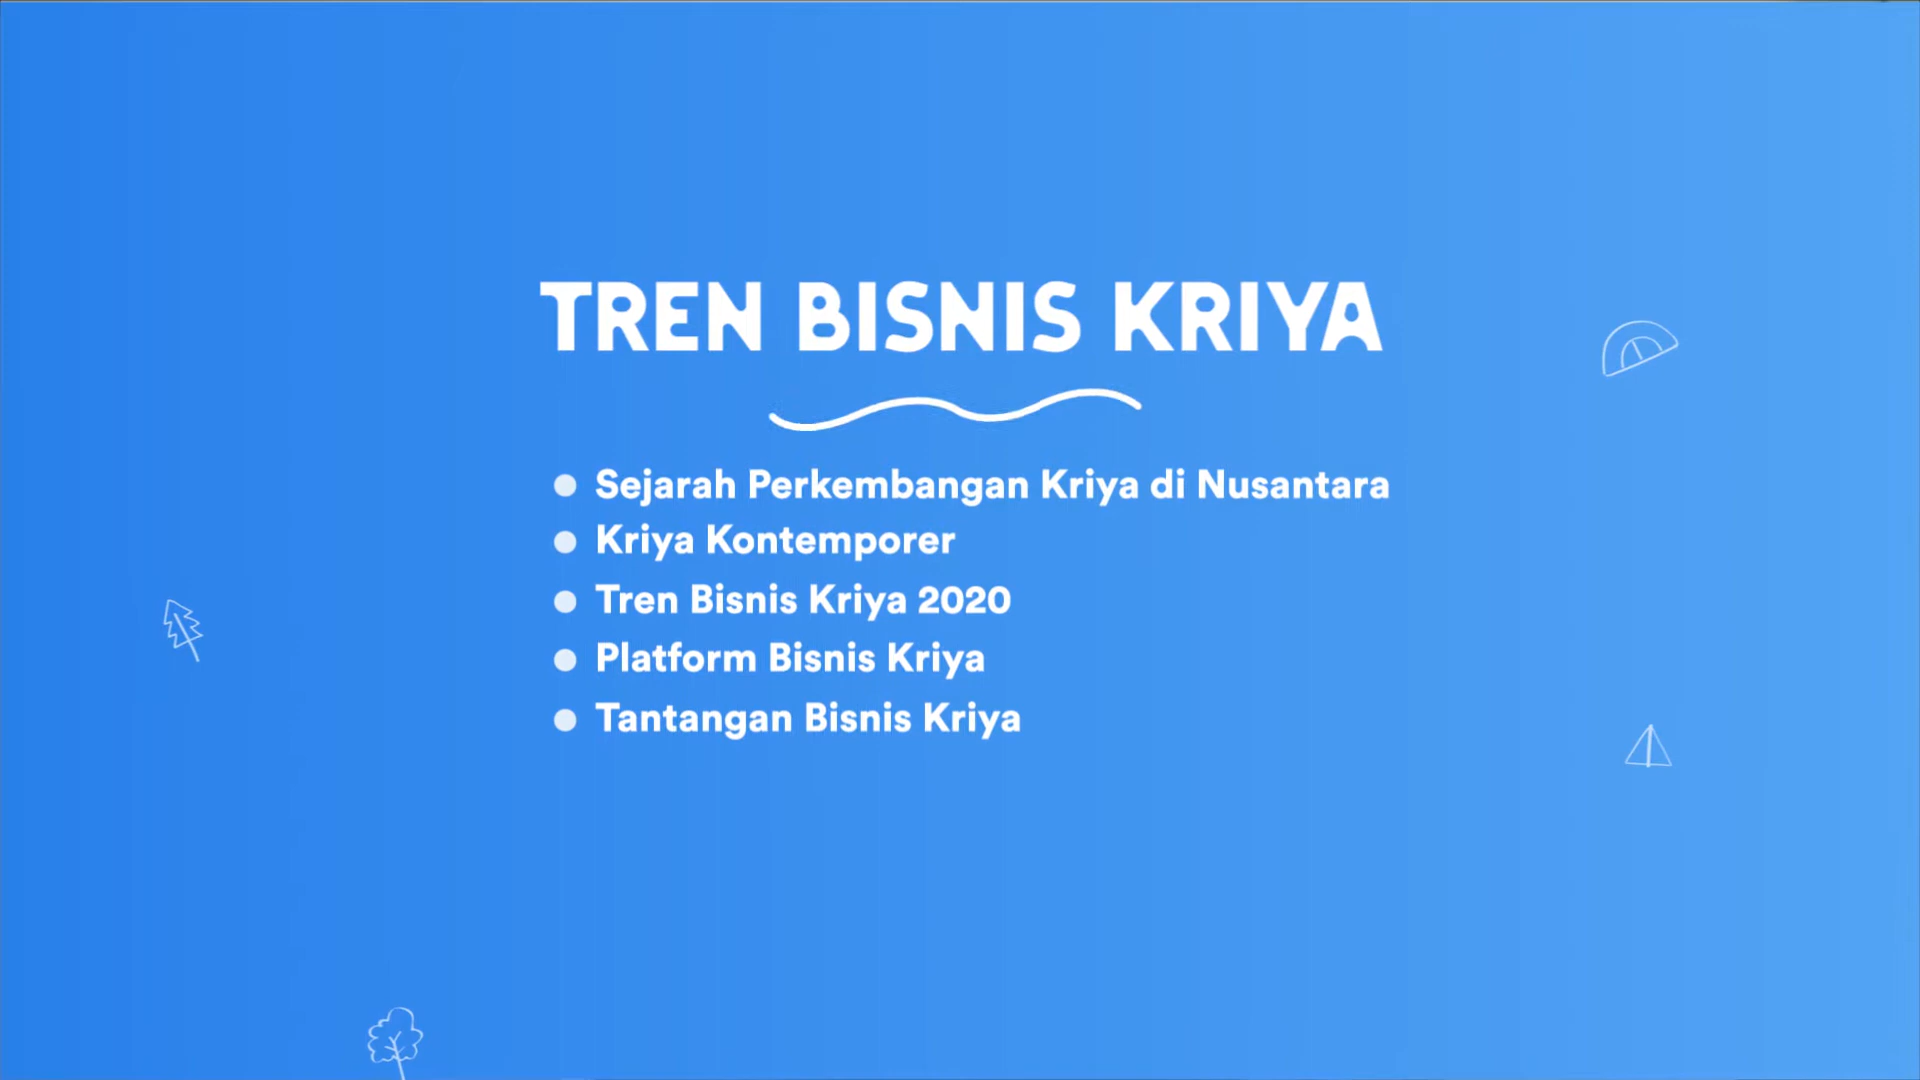 TREN BISNIS KRIYA
Sejarah Perkembangan Kriya di Nusantara
Kriya Kontemporer
Tren Bisnis Kriya 2020
Platform Bisnis Kriya
Tantangan Bisnis Kriya